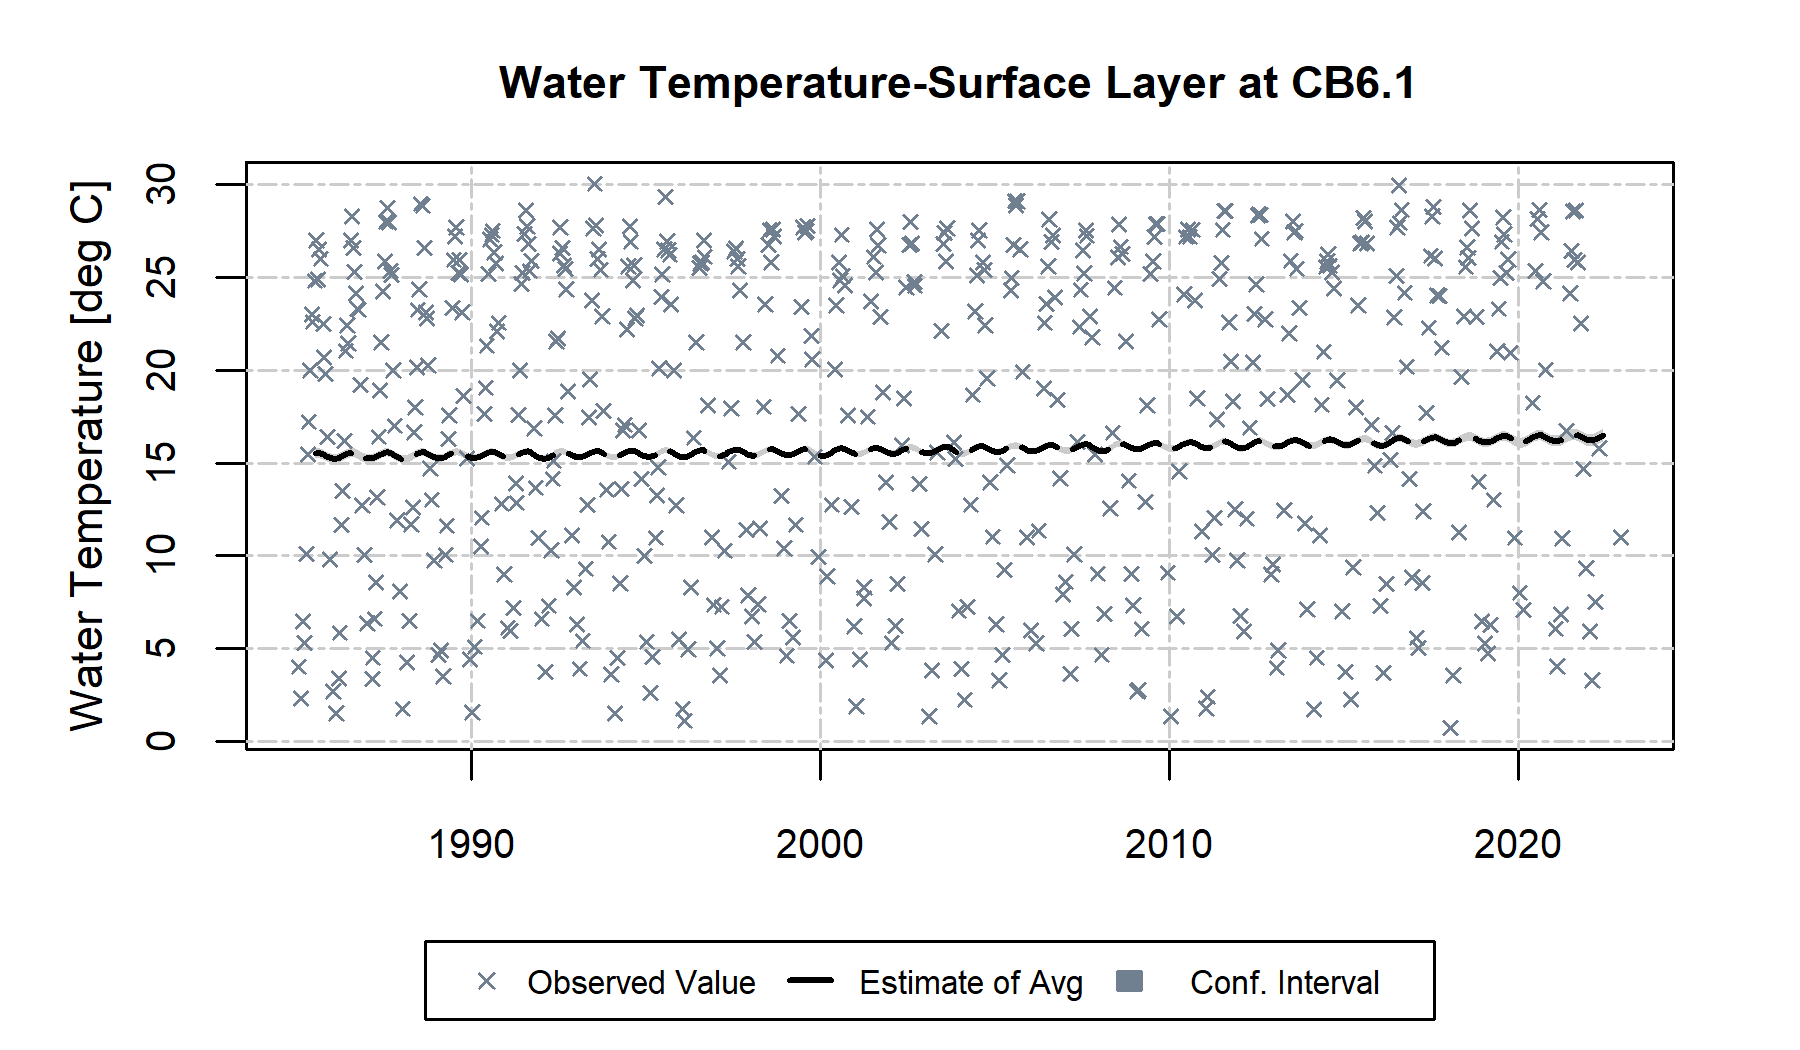 Water Temperature-Surface Layer at CB6.1
Water Temperature [deg C]
30
25
20
15
10
5
0
1990 2000 2010 2020
Observed Value Estimate of Avg Conf. Interval